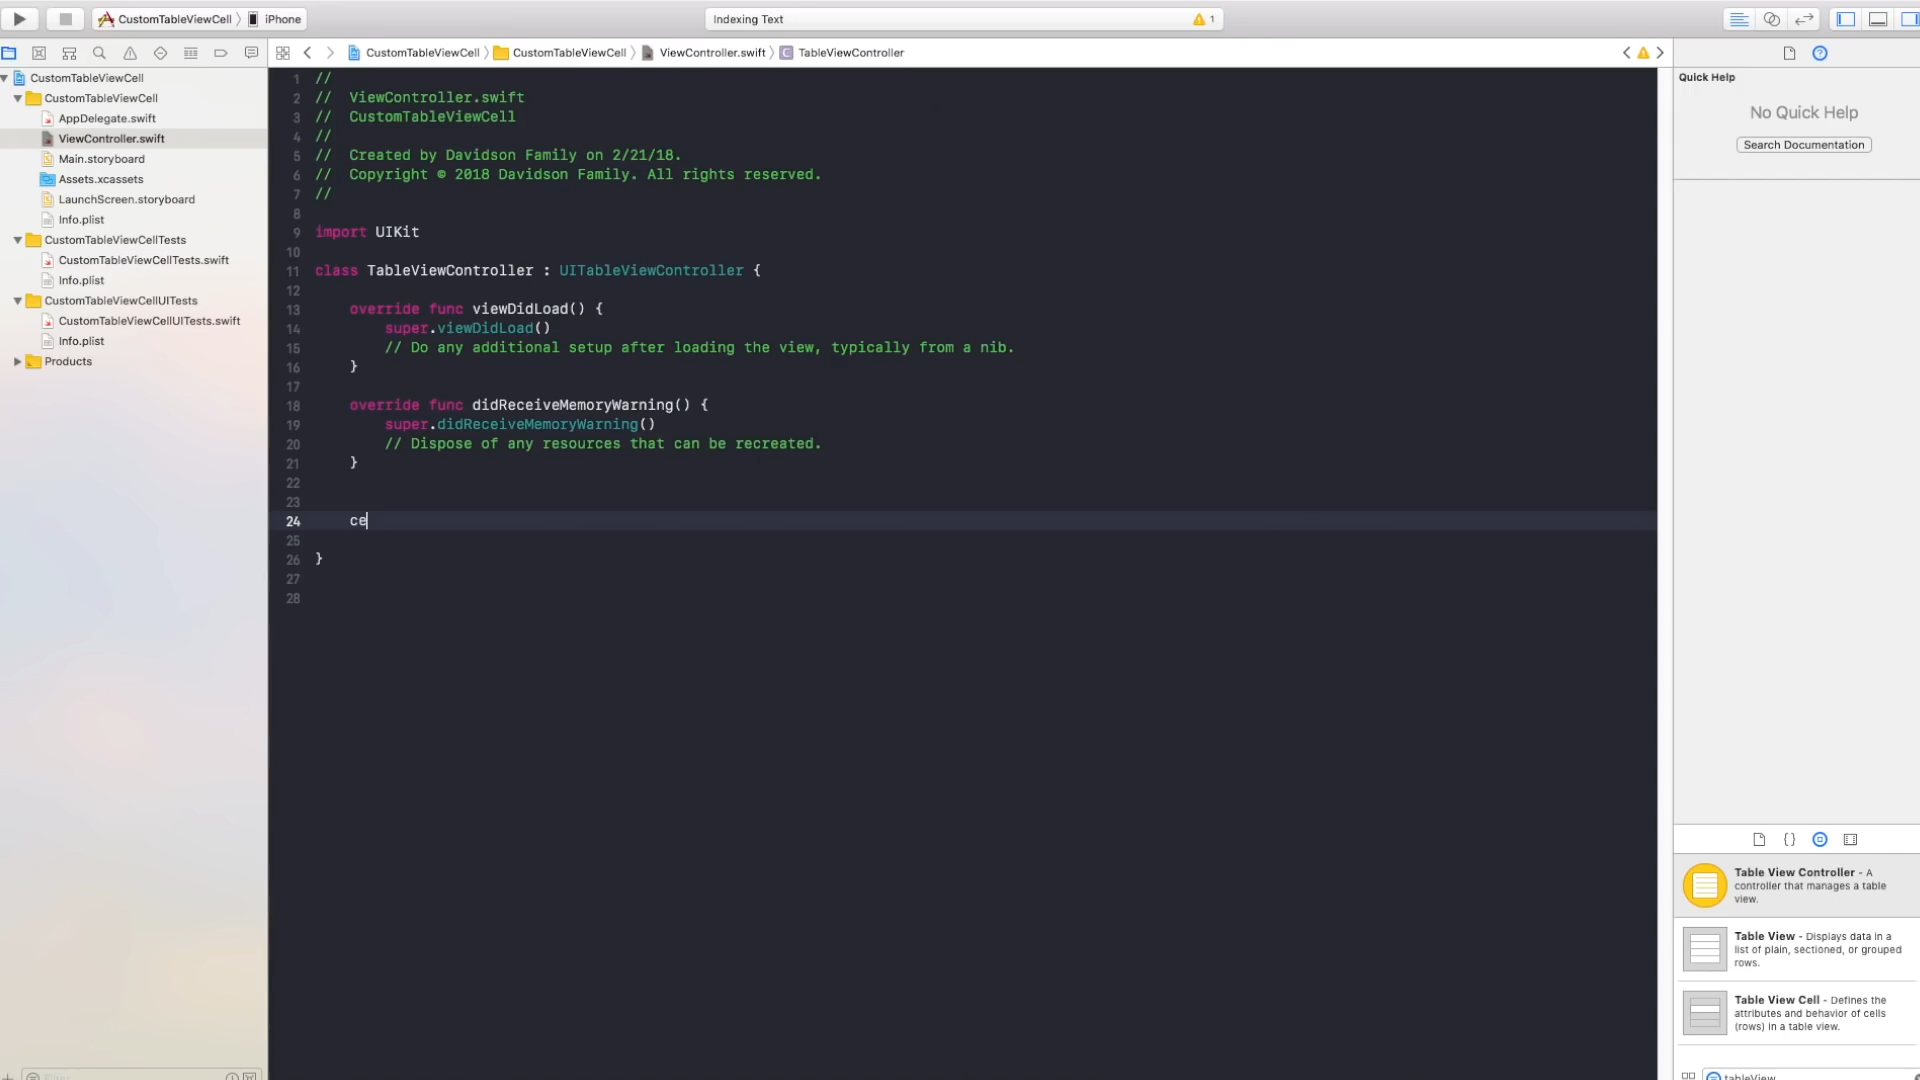 CustomTableViewCell
iPhone
Indexing Text
1
CustomTableViewCell
CustomTableViewCell
ViewController.swift
TableViewController
CustomTableViewCell
CustomTableViewCell
AppDelegate.swift
ViewController.swift
Main.storyboard
Assets.xcassets
LaunchScreen.storyboard
Info.plist
CustomTableViewCellTests
CustomTableViewCellTests.swift
Info.plist
CustomTableViewCellUITests
CustomTableViewCellUITests.swift
Info.plist
Products
1 //
2 //  ViewController.swift
3 //  CustomTableViewCell
4 //
5 //  Created by Davidson Family on 2/21/18.
6 //  Copyright © 2018 Davidson Family. All rights reserved.
7 //
8
9 import UIKit
10
11 class TableViewController : UITableViewController {
12
13     override func viewDidLoad() {
14         super.viewDidLoad()
15         // Do any additional setup after loading the view, typically from a nib.
16     }
17
18     override func didReceiveMemoryWarning() {
19         super.didReceiveMemoryWarning()
20         // Dispose of any resources that can be recreated.
21     }
22
23
24     ce
25
26 }
27
28
Quick Help
No Quick Help
Search Documentation
{}
Table View Controller - A
controller that manages a table
view.
Table View - Displays data in a
list of plain, sectioned, or grouped
rows.
Table View Cell - Defines the
attributes and behavior of cells
(rows) in a table view.
tableView